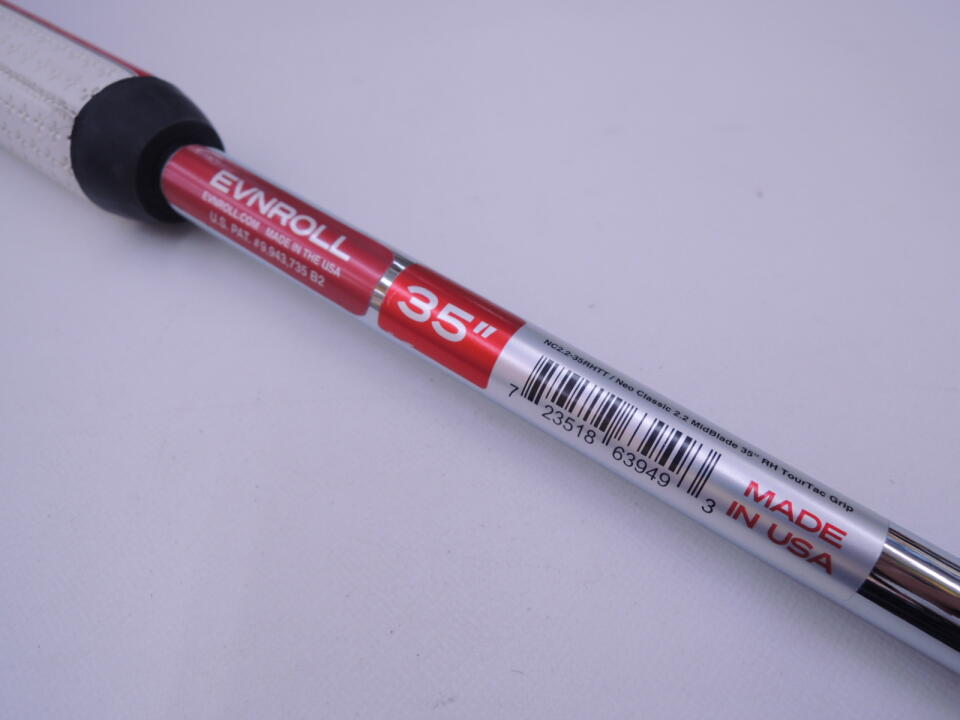 EVNROLL
EVNROLL.COM MADE IN THE USA
U.S. PAT. #9,943,735 B2
35"
NC2.2-35RHTT / Neo Classic 2.2 MidBlade 35" RH TourTac Grip
7 23518 63949 3
MADE
IN USA